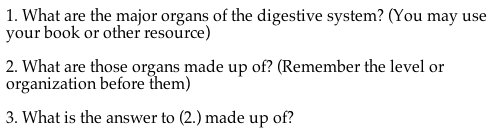 1. What are the major organs of the digestive system? (You may use
your book or other resource)
2. What are those organs made up of? (Remember the level or
organization before them)
3. What is the answer to (2.) made up of?